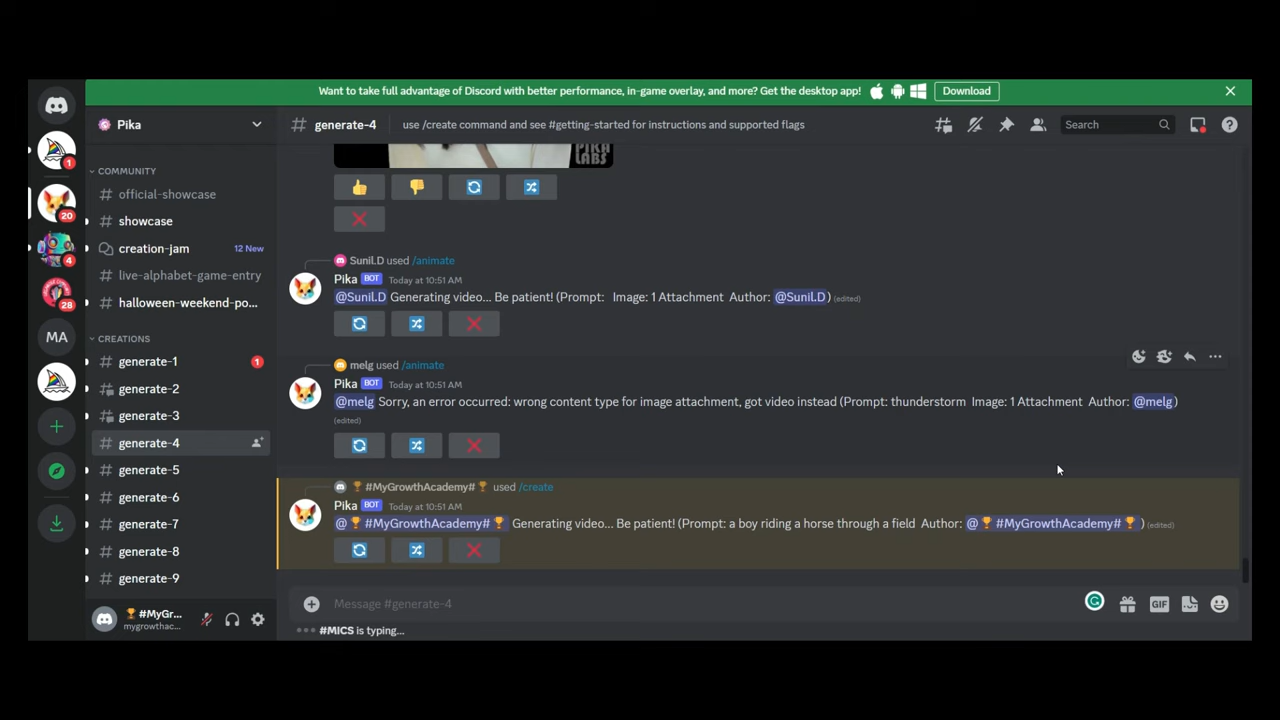 Want to take full advantage of Discord with better performance, in-game overlay, and more? Get the desktop app! Download
Pika
generate-4 use /create command and see #getting-started for instructions and supported flags Search
1
20
4
28
MA
COMMUNITY
official-showcase
showcase
creation-jam 12 New
live-alphabet-game-entry
halloween-weekend-po...
CREATIONS
generate-1 1
generate-2
generate-3
generate-4
generate-5
generate-6
generate-7
generate-8
generate-9
🏆 #MyGr...
mygrowthac...
PIKA
LABS
Sunil.D used /animate
Pika BOT Today at 10:51 AM
@Sunil.D Generating video... Be patient! (Prompt: Image: 1 Attachment Author: @Sunil.D) (edited)
melg used /animate
Pika BOT Today at 10:51 AM
@melg Sorry, an error occurred: wrong content type for image attachment, got video instead (Prompt: thunderstorm Image: 1 Attachment Author: @melg)
(edited)
🏆 #MyGrowthAcademy# 🏆 used /create
Pika BOT Today at 10:51 AM
@🏆 #MyGrowthAcademy# 🏆 Generating video... Be patient! (Prompt: a boy riding a horse through a field Author: @🏆 #MyGrowthAcademy# 🏆) (edited)
Message #generate-4
GIF
#MICS is typing...